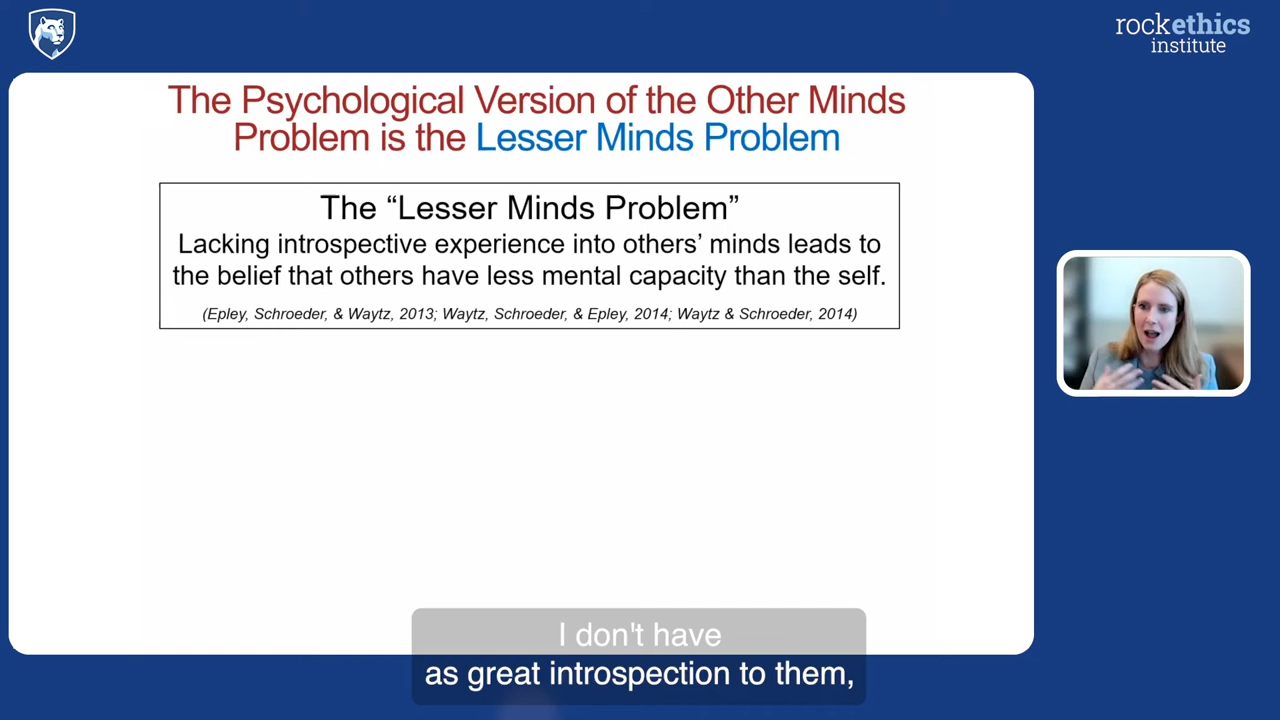 rockethics
institute
The Psychological Version of the Other Minds
Problem is the Lesser Minds Problem
The “Lesser Minds Problem”
Lacking introspective experience into others’ minds leads to
the belief that others have less mental capacity than the self.
(Epley, Schroeder, & Waytz, 2013; Waytz, Schroeder, & Epley, 2014; Waytz & Schroeder, 2014)
I don't have
as great introspection to them,